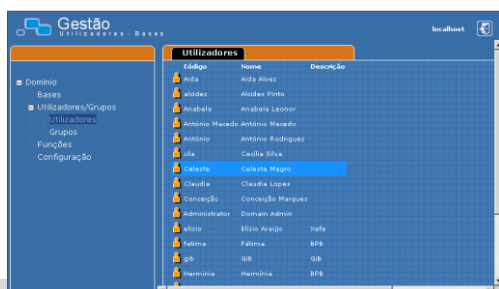 Gestão
Utilizadores - Bases
localhost
Utilizadores
Código Nome Descrição
Domínio
Bases
Utilizadores/Grupos
Utilizadores
Grupos
Funções
Configuração
Aida Aida Alves
alcides Alcides Pinto
Anabela Anabela Leonor
António Macedo António Macedo
António António Rodrigues
cila Cecília Silva
Celeste Celeste Magro
Claudia Claudia Lopes
Conceição Conceição Marques
Administrator Domain Admin
elisio Elísio Araújo Xefe
fatima Fátima BPB
gib GIB GIB
Herminia Hermínia BPB